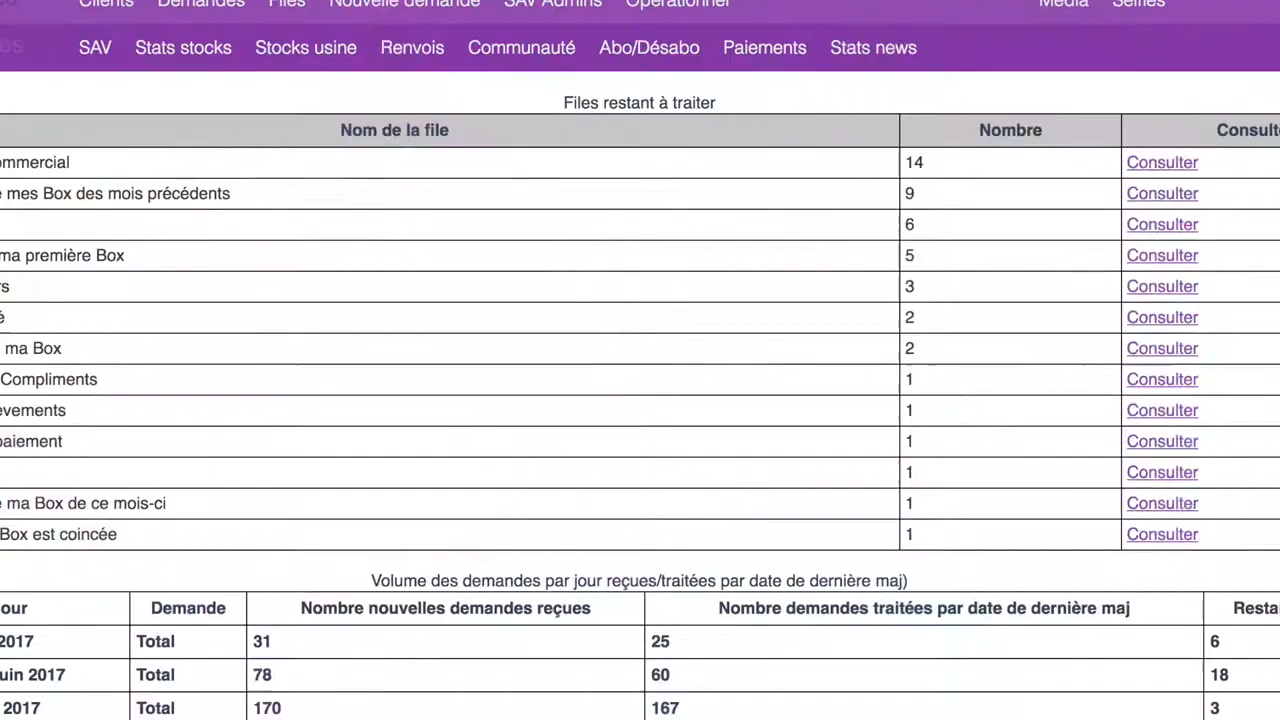 Clients Demandes Files Nouvelle demande SAV Admins Opérationnel Média Selfies
SAV Stats stocks Stocks usine Renvois Communauté Abo/Désabo Paiements Stats news
Files restant à traiter
Nom de la file Nombre Consulte
ommercial 14 Consulter
e mes Box des mois précédents 9 Consulter
6 Consulter
ma première Box 5 Consulter
rs 3 Consulter
é 2 Consulter
ma Box 2 Consulter
Compliments 1 Consulter
èvements 1 Consulter
paiement 1 Consulter
1 Consulter
e ma Box de ce mois-ci 1 Consulter
Box est coincée 1 Consulter
Volume des demandes par jour reçues/traitées par date de dernière maj)
our Demande Nombre nouvelles demandes reçues Nombre demandes traitées par date de dernière maj Restan
2017 Total 31 25 6
uin 2017 Total 78 60 18
2017 Total 170 167 3